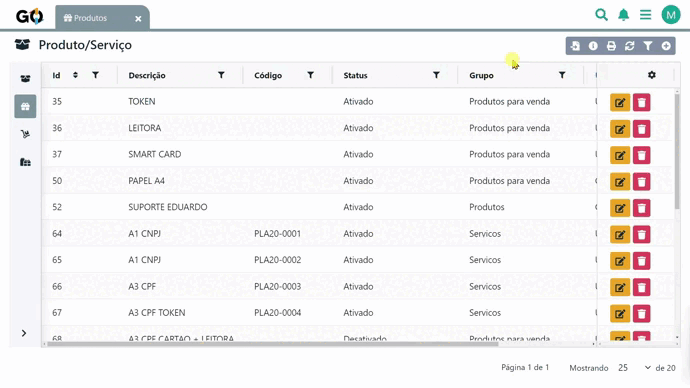 GO
Produtos
M
Produto/Serviço
Id Descrição Código Status Grupo
35 TOKEN Ativado Produtos para venda
36 LEITORA Ativado Produtos para venda
37 SMART CARD Ativado Produtos para venda
50 PAPEL A4 Ativado Produtos para venda
52 SUPORTE EDUARDO Ativado Produtos
64 A1 CNPJ PLA20-0001 Ativado Servicos
65 A1 CNPJ PLA20-0002 Ativado Servicos
66 A3 CPF PLA20-0003 Ativado Servicos
67 A3 CPF TOKEN PLA20-0004 Ativado Servicos
68 A3 CPF CARTAO + LEITORA Desativado Produtos para venda
Página 1 de 1 Mostrando 25 de 20